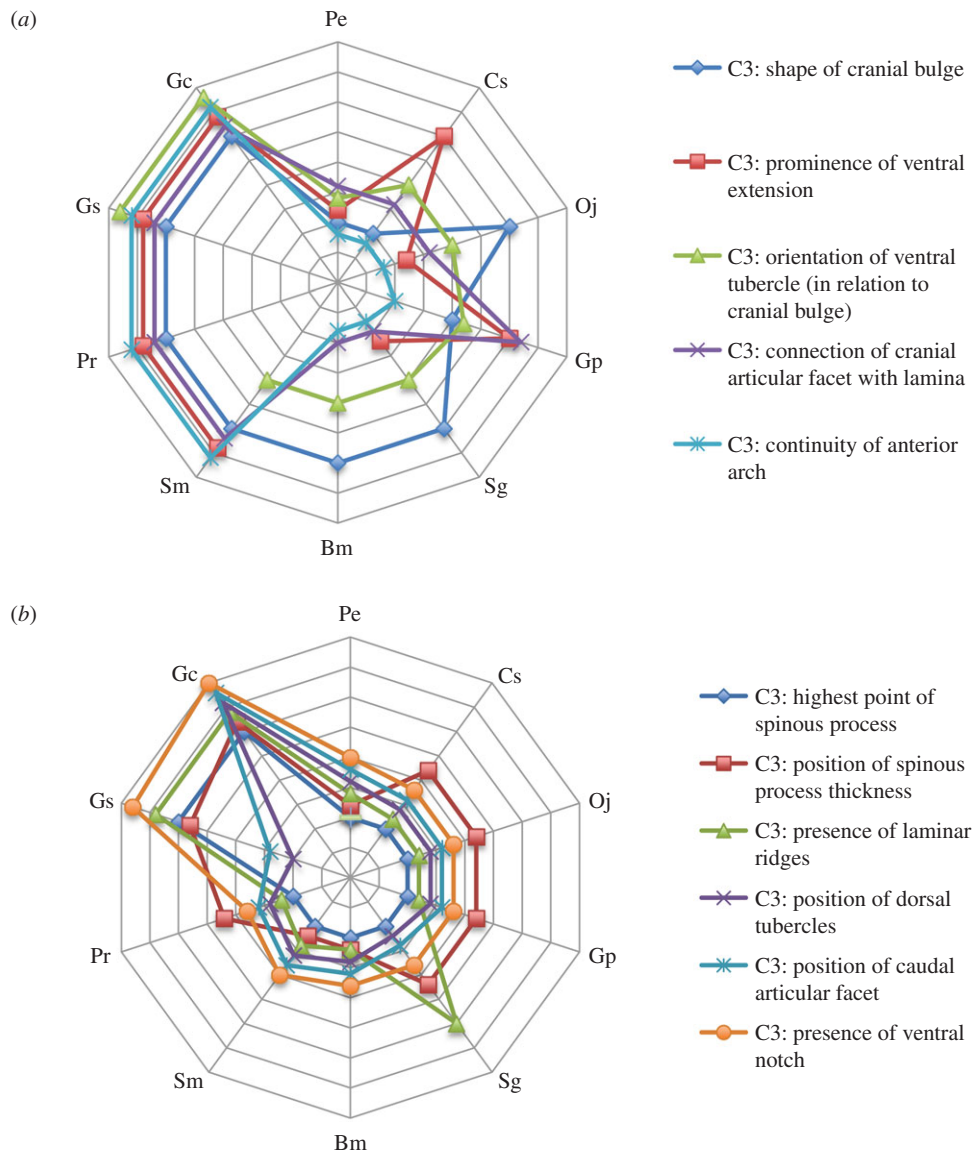 (a)
Pe
Cs
Oj
Gp
Sg
Bm
Sm
Pr
Gs
Gc
C3: shape of cranial bulge
C3: prominence of ventral
extension
C3: orientation of ventral
tubercle (in relation to
cranial bulge)
C3: connection of cranial
articular facet with lamina
C3: continuity of anterior
arch
(b)
Pe
Cs
Oj
Gp
Sg
Bm
Sm
Pr
Gs
Gc
C3: highest point of
spinous process
C3: position of spinous
process thickness
C3: presence of laminar
ridges
C3: position of dorsal
tubercles
C3: position of caudal
articular facet
C3: presence of ventral
notch